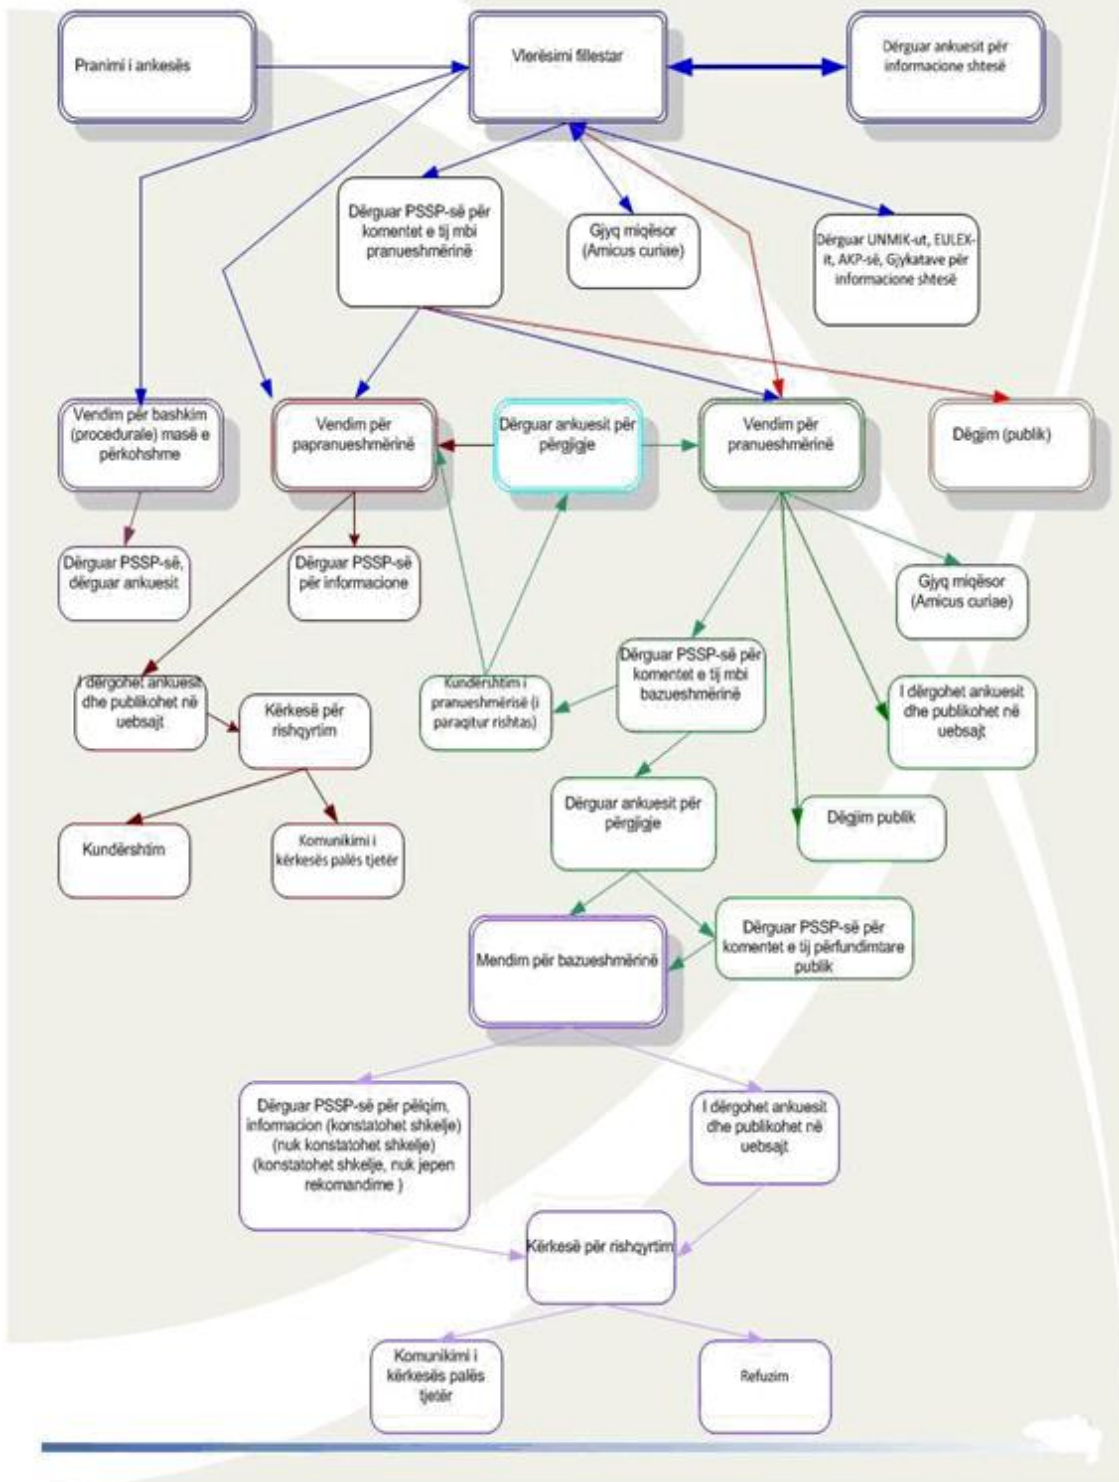 Pranimi i ankesës
Vlerësimi fillestar
Dërguar ankuesit për
informacione shtesë
Dërguar PSSP-së për
komentet e tij mbi
pranueshmërinë
Gjyq miqësor
(Amicus curiae)
Dërguar UNMIK-ut, EULEX-
it, AKP-së, Gjykatave për
informacione shtesë
Vendim për bashkim
(procedurale) masë e
përkohshme
Vendim për
papranueshmërinë
Dërguar ankuesit për
përgjigje
Vendim për
pranueshmërinë
Dëgjim (publik)
Dërguar PSSP-së,
dërguar ankuesit
Dërguar PSSP-së
për informacione
Gjyq miqësor
(Amicus curiae)
I dërgohet ankuesit
dhe publikohet në
uebsajt
Kërkesë për
rishqyrtim
Kundërshtim i
pranueshmërisë (i
paraqitur rishtas)
Dërguar PSSP-së për
komentet e tij mbi
bazueshmërinë
I dërgohet ankuesit
dhe publikohet në
uebsajt
Kundërshtim
Komunikimi i
kërkesës palës tjetër
Dërguar ankuesit për
përgjigje
Dëgjim publik
Mendim për bazueshmërinë
Dërguar PSSP-së për
komentet e tij përfundimtare
publik
Dërguar PSSP-së për pëlqim,
informacion (konstatohet shkelje)
(nuk konstatohet shkelje)
(konstatohet shkelje, nuk jepen
rekomandime )
I dërgohet ankuesit
dhe publikohet në
uebsajt
Kërkesë për rishqyrtim
Komunikimi i
kërkesës palës
tjetër
Refuzim